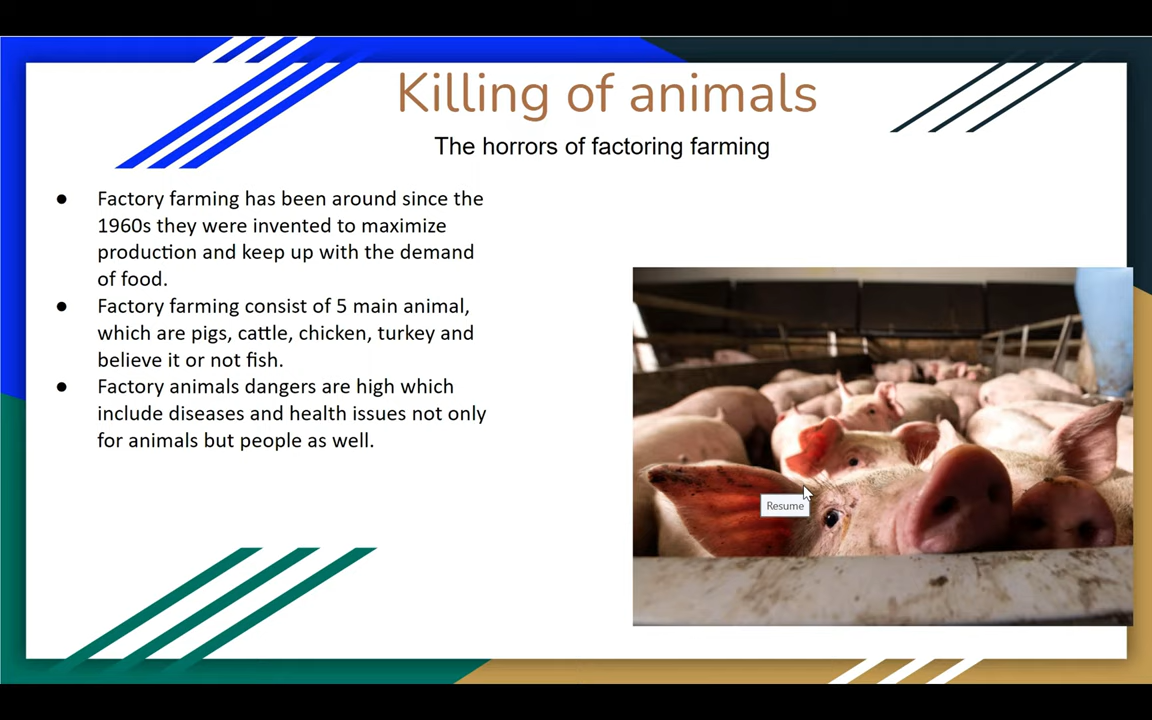 Killing of animals
The horrors of factoring farming
● Factory farming has been around since the
1960s they were invented to maximize
production and keep up with the demand
of food.
● Factory farming consist of 5 main animal,
which are pigs, cattle, chicken, turkey and
believe it or not fish.
● Factory animals dangers are high which
include diseases and health issues not only
for animals but people as well.
Resume